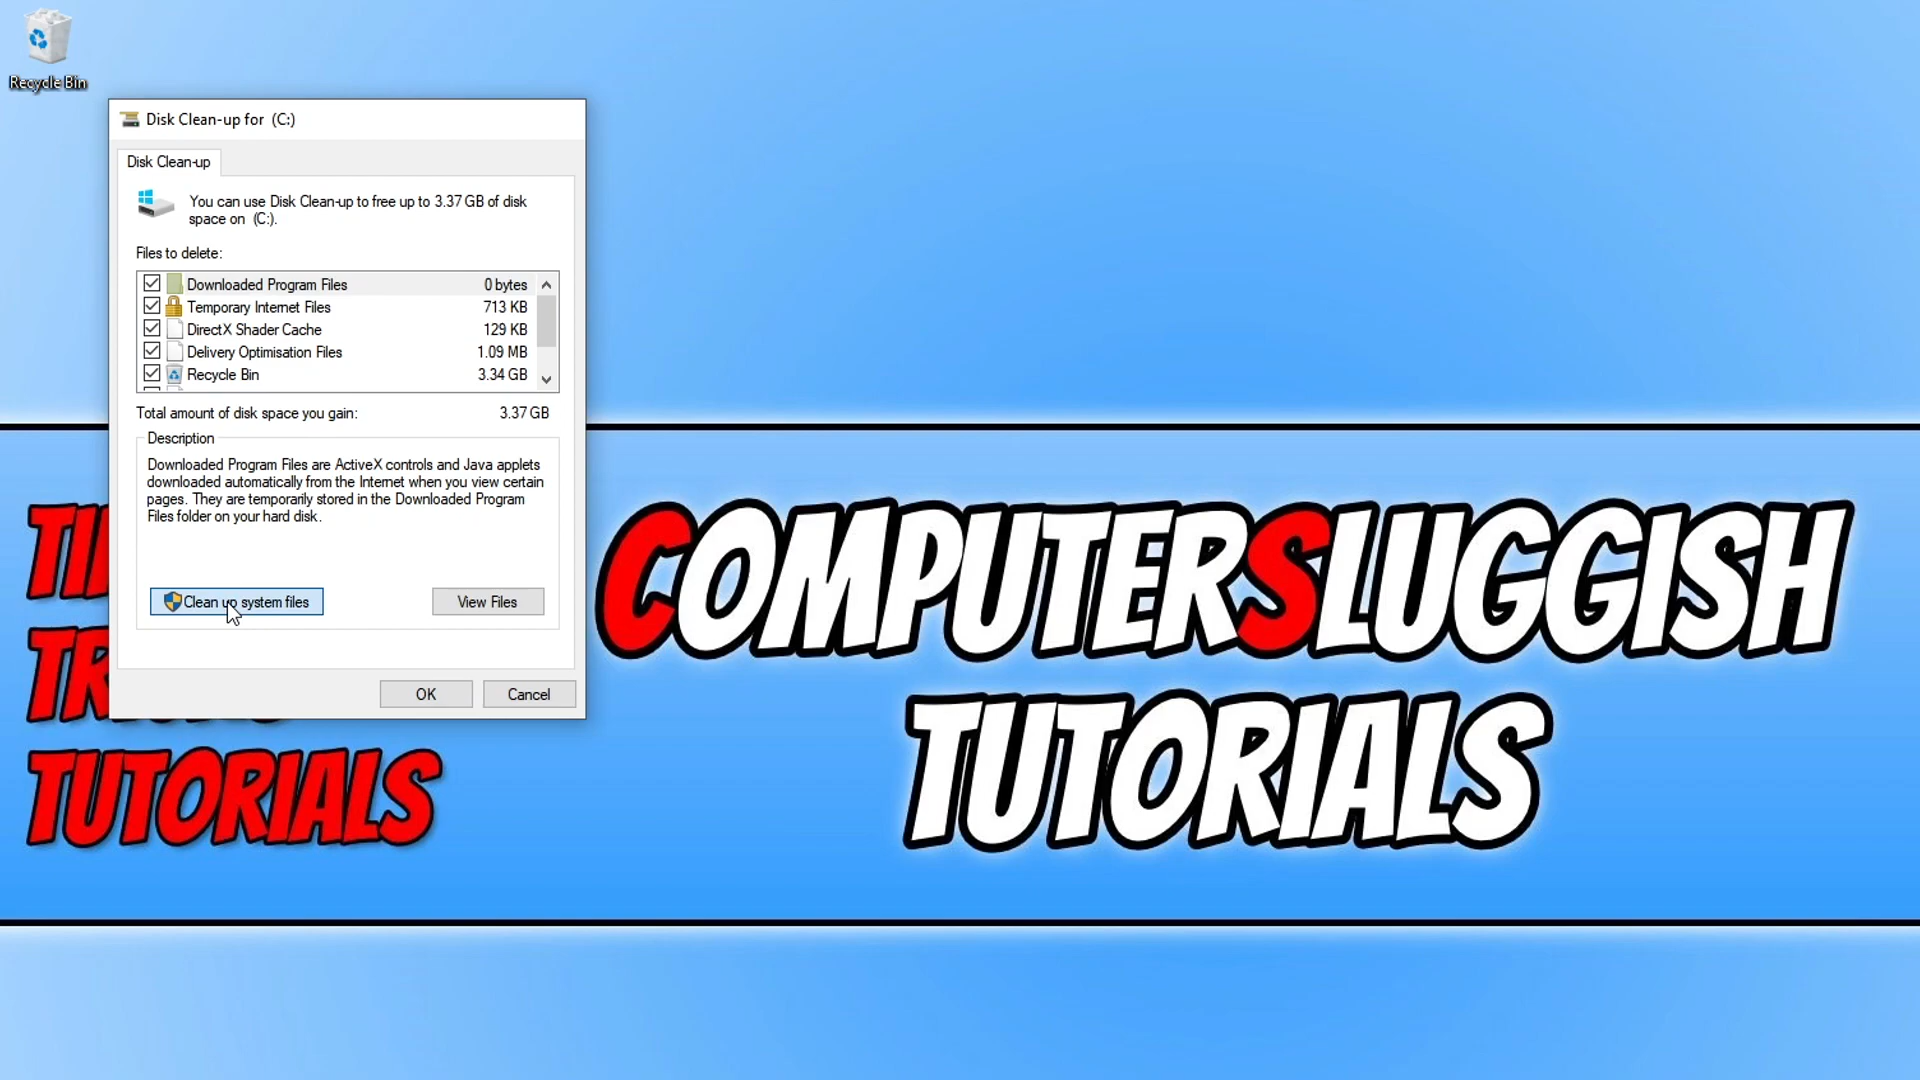 Recycle Bin
Disk Clean-up for (C:)
Disk Clean-up
You can use Disk Clean-up to free up to 3.37 GB of disk
space on (C:).
Files to delete:
Downloaded Program Files 0 bytes
Temporary Internet Files 713 KB
DirectX Shader Cache 129 KB
Delivery Optimisation Files 1.09 MB
Recycle Bin 3.34 GB
Total amount of disk space you gain: 3.37 GB
Description
Downloaded Program Files are ActiveX controls and Java applets
downloaded automatically from the Internet when you view certain
pages. They are temporarily stored in the Downloaded Program
Files folder on your hard disk.
Clean up system files
View Files
OK
Cancel
TUTORIALS
COMPUTERSLUGGISH
TUTORIALS